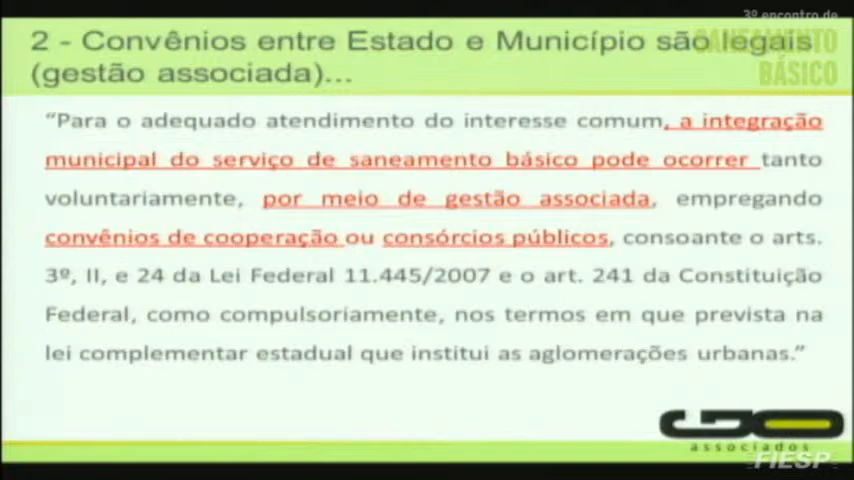 3º encontro de
SANEAMENTO
BÁSICO
2 - Convênios entre Estado e Município são legais
(gestão associada)...
“Para o adequado atendimento do interesse comum, a integração
municipal do serviço de saneamento básico pode ocorrer tanto
voluntariamente, por meio de gestão associada, empregando
convênios de cooperação ou consórcios públicos, consoante o arts.
3º, II, e 24 da Lei Federal 11.445/2007 e o art. 241 da Constituição
Federal, como compulsoriamente, nos termos em que prevista na
lei complementar estadual que institui as aglomerações urbanas.”
GO
associados
FIESP